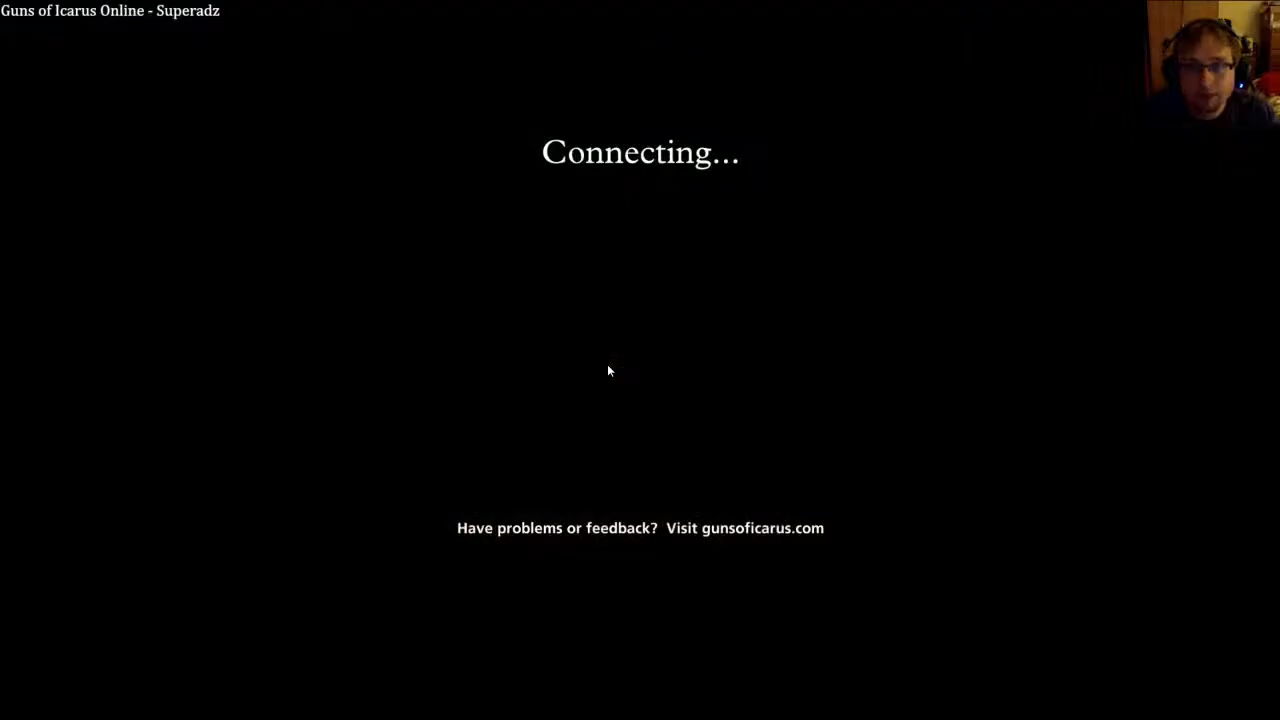 Guns of Icarus Online - Superadz
Connecting...
Have problems or feedback? Visit gunsoficarus.com